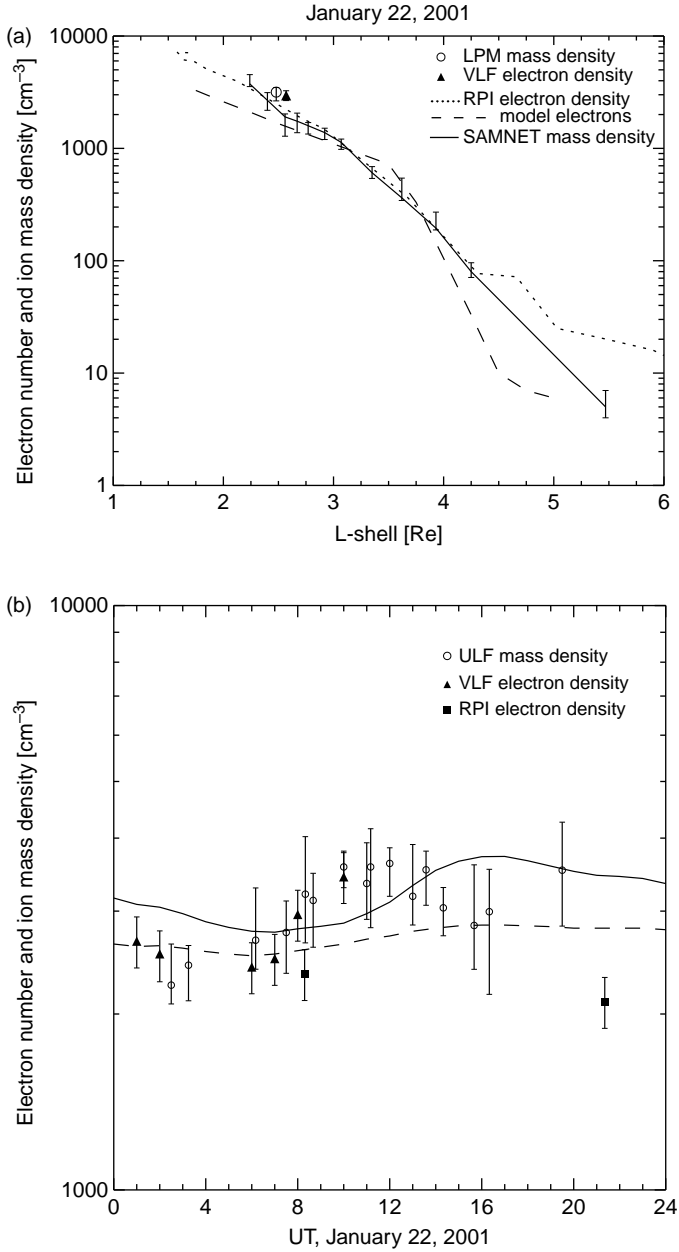 January 22, 2001
(a)
10000
1000
100
10
1
Electron number and ion mass density [cm⁻³]
LPM mass density
VLF electron density
RPI electron density
model electrons
SAMNET mass density
1 2 3 4 5 6
L-shell [Re]
(b)
10000
1000
Electron number and ion mass density [cm⁻³]
ULF mass density
VLF electron density
RPI electron density
0 4 8 12 16 20 24
UT, January 22, 2001